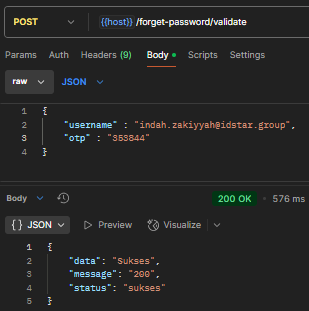 POST {{host}} /forget-password/validate
Params Auth Headers (9) Body Scripts Settings
raw JSON
1 {
2 "username" : "indah.zakiyyah@idstar.group",
3 "otp" : "353844"
4 }
Body 200 OK 576 ms
{} JSON Preview Visualize
1 {
2 "data": "Sukses",
3 "message": "200",
4 "status": "sukses"
5 }